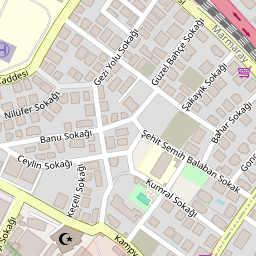 Marmaray
Gezi Yolu Sokağı
Güzel Bahçe Sokağı
Caddesi
Şakayık Sokağı
Nilüfer Sokağı
Bahar Sokağı
Banu Sokağı
Şehit Semih Balaban Sokak
Ceylin Sokağı
Keçeli Sokağı
Kumral Sokağı
Sokağı